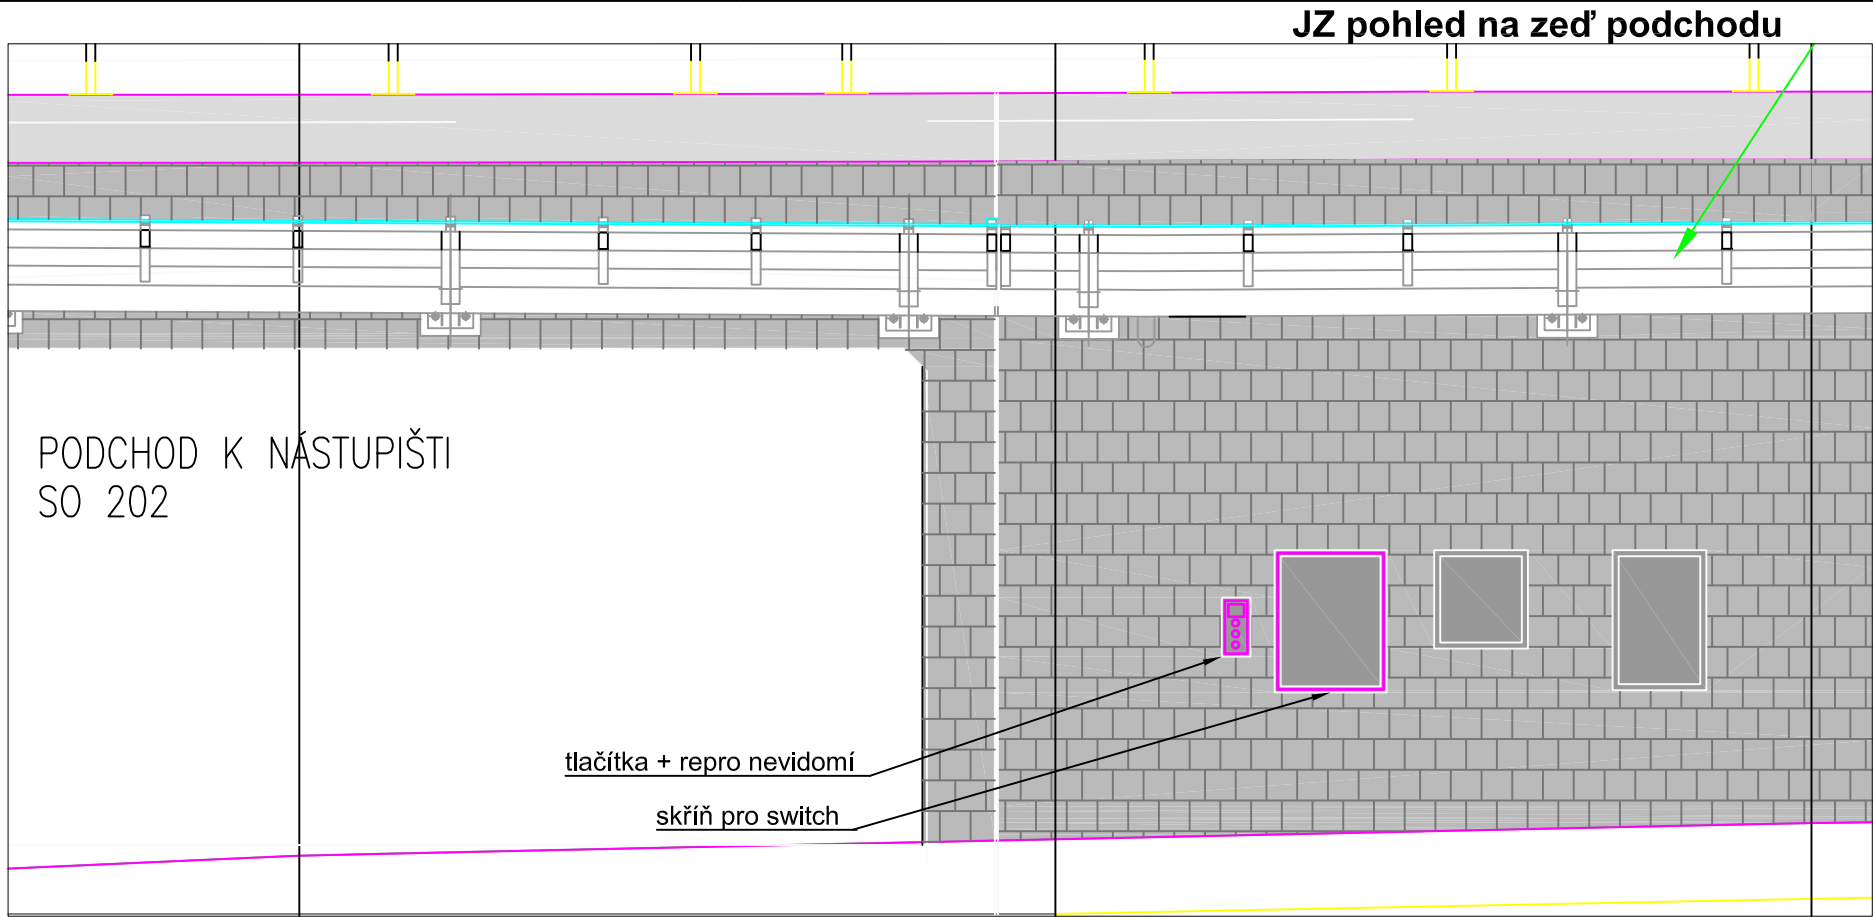 JZ pohled na zeď podchodu
PODCHOD K NÁSTUPIŠTI
SO 202
tlačítka + repro nevidomí
skříň pro switch